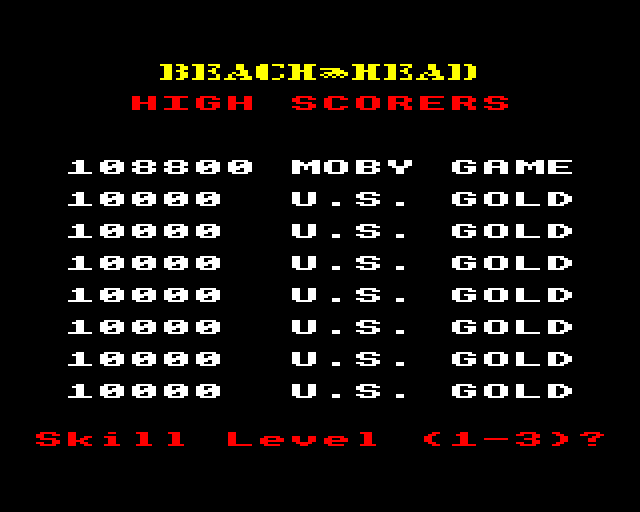 BEACH-HEAD
HIGH SCORERS
108800 MOBY GAME
10000 U.S. GOLD
10000 U.S. GOLD
10000 U.S. GOLD
10000 U.S. GOLD
10000 U.S. GOLD
10000 U.S. GOLD
10000 U.S. GOLD
Skill Level (1-3)?